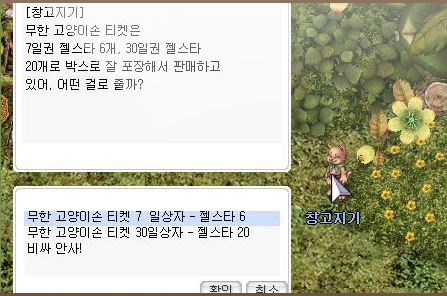 [창고지기]
무한 고양이손 티켓은
7일권 젤스타 6개, 30일권 젤스타
20개로 박스로 잘 포장해서 판매하고
있어. 어떤 걸로 줄까?
무한 고양이손 티켓 7 일상자 - 젤스타 6
무한 고양이손 티켓 30일상자 - 젤스타 20
비싸 안사!
확인 취소
창고지기